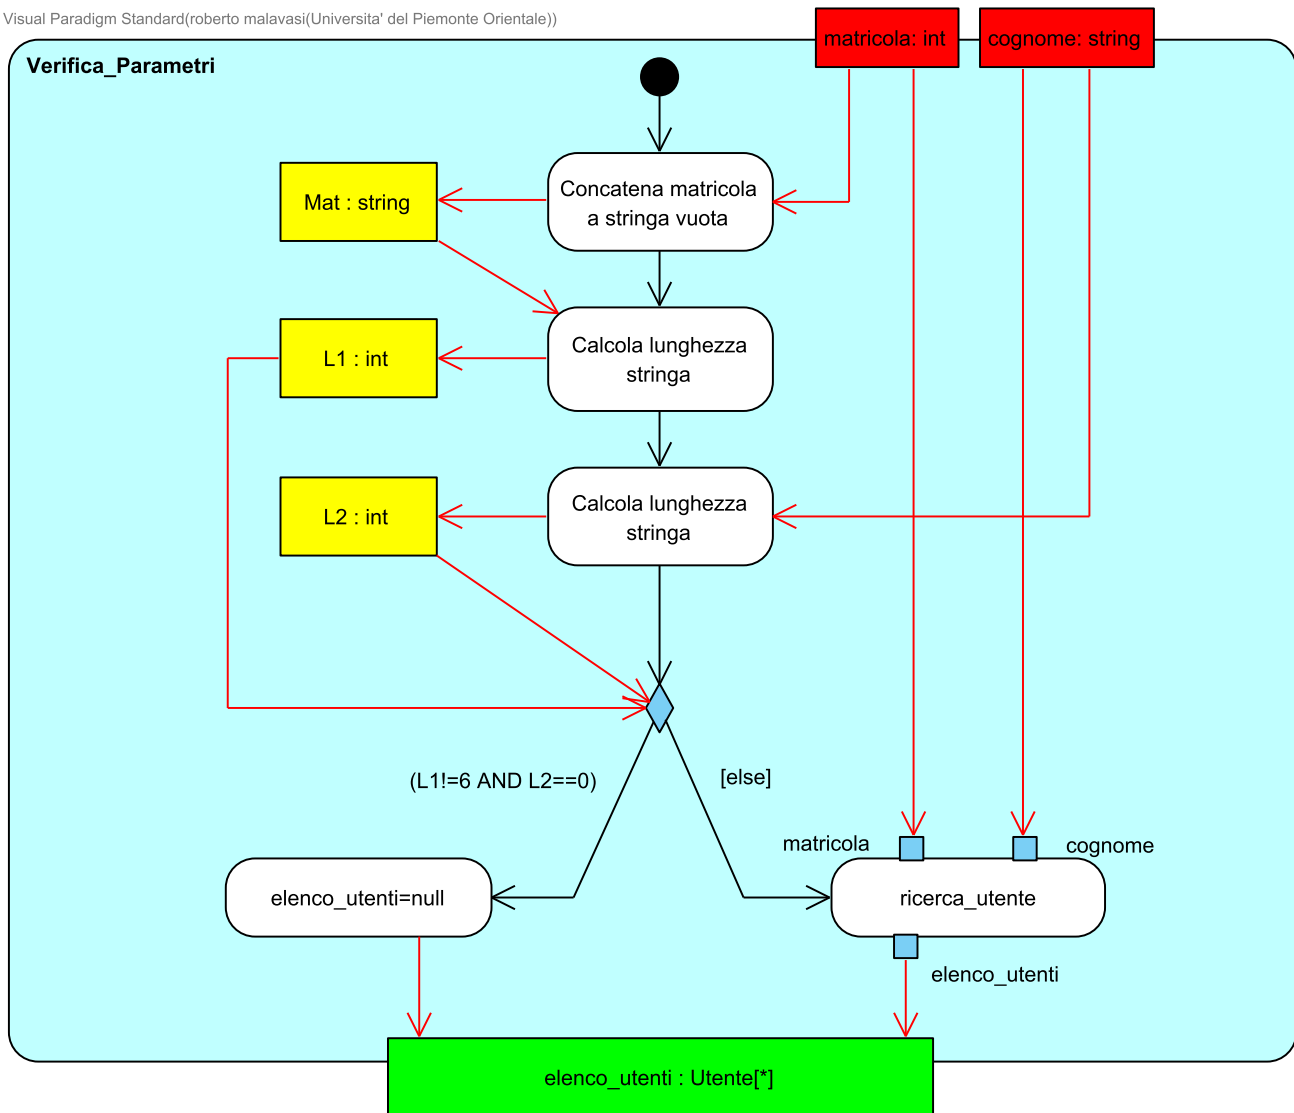 Visual Paradigm Standard(roberto malavasi(Universita' del Piemonte Orientale))
matricola: int
cognome: string
Verifica_Parametri
Concatena matricola
a stringa vuota
Mat : string
Calcola lunghezza
stringa
L1 : int
Calcola lunghezza
stringa
L2 : int
(L1!=6 AND L2==0)
[else]
matricola
cognome
elenco_utenti=null
ricerca_utente
elenco_utenti
elenco_utenti : Utente[*]